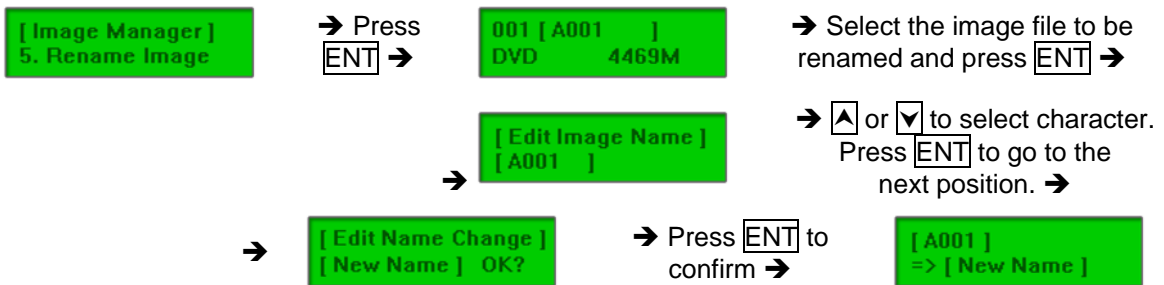 [ Image Manager ]
5. Rename Image
➔ Press
ENT ➔
001 [ A001 ]
DVD 4469M
➔ Select the image file to be
renamed and press ENT ➔
➔
[ Edit Image Name ]
[ A001 ]
➔ ⮝ or ⮟ to select character.
Press ENT to go to the
next position. ➔
➔
[ Edit Name Change ]
[ New Name ] OK?
➔ Press ENT to
confirm ➔
[ A001 ]
=> [ New Name ]